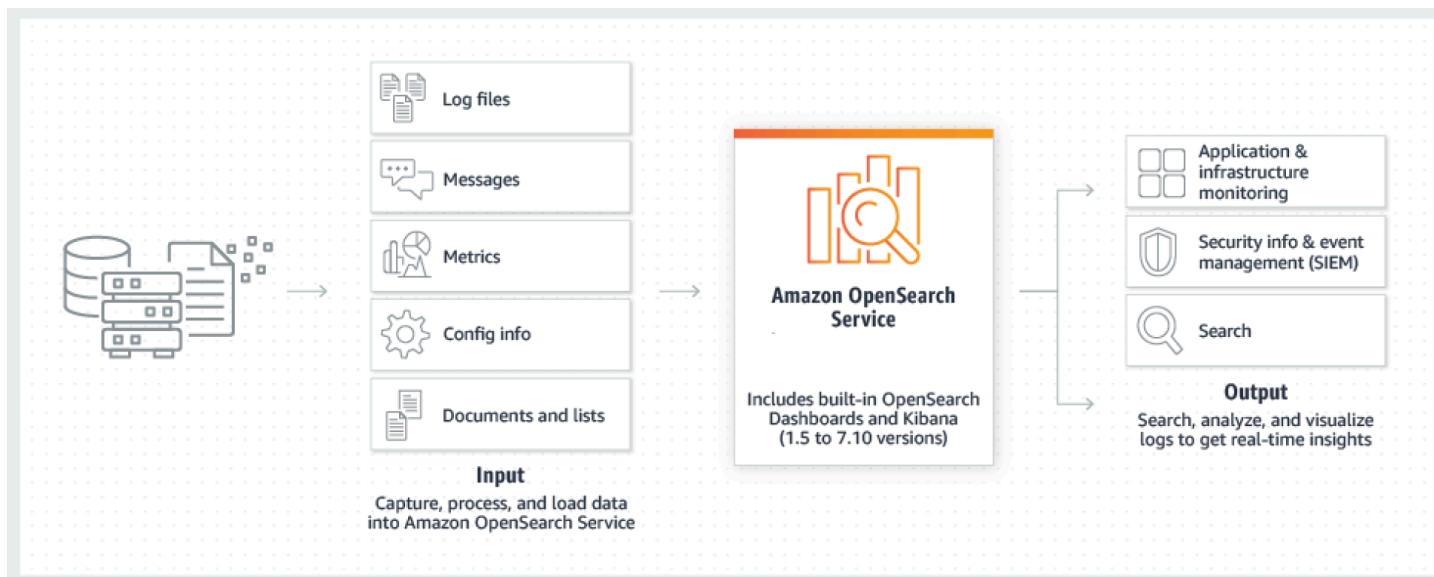 Log files
Messages
Metrics
Config info
Documents and lists
Input
Capture, process, and load data
into Amazon OpenSearch Service
Amazon OpenSearch
Service
Includes built-in OpenSearch
Dashboards and Kibana
(1.5 to 7.10 versions)
Application &
infrastructure
monitoring
Security info & event
management (SIEM)
Search
Output
Search, analyze, and visualize
logs to get real-time insights